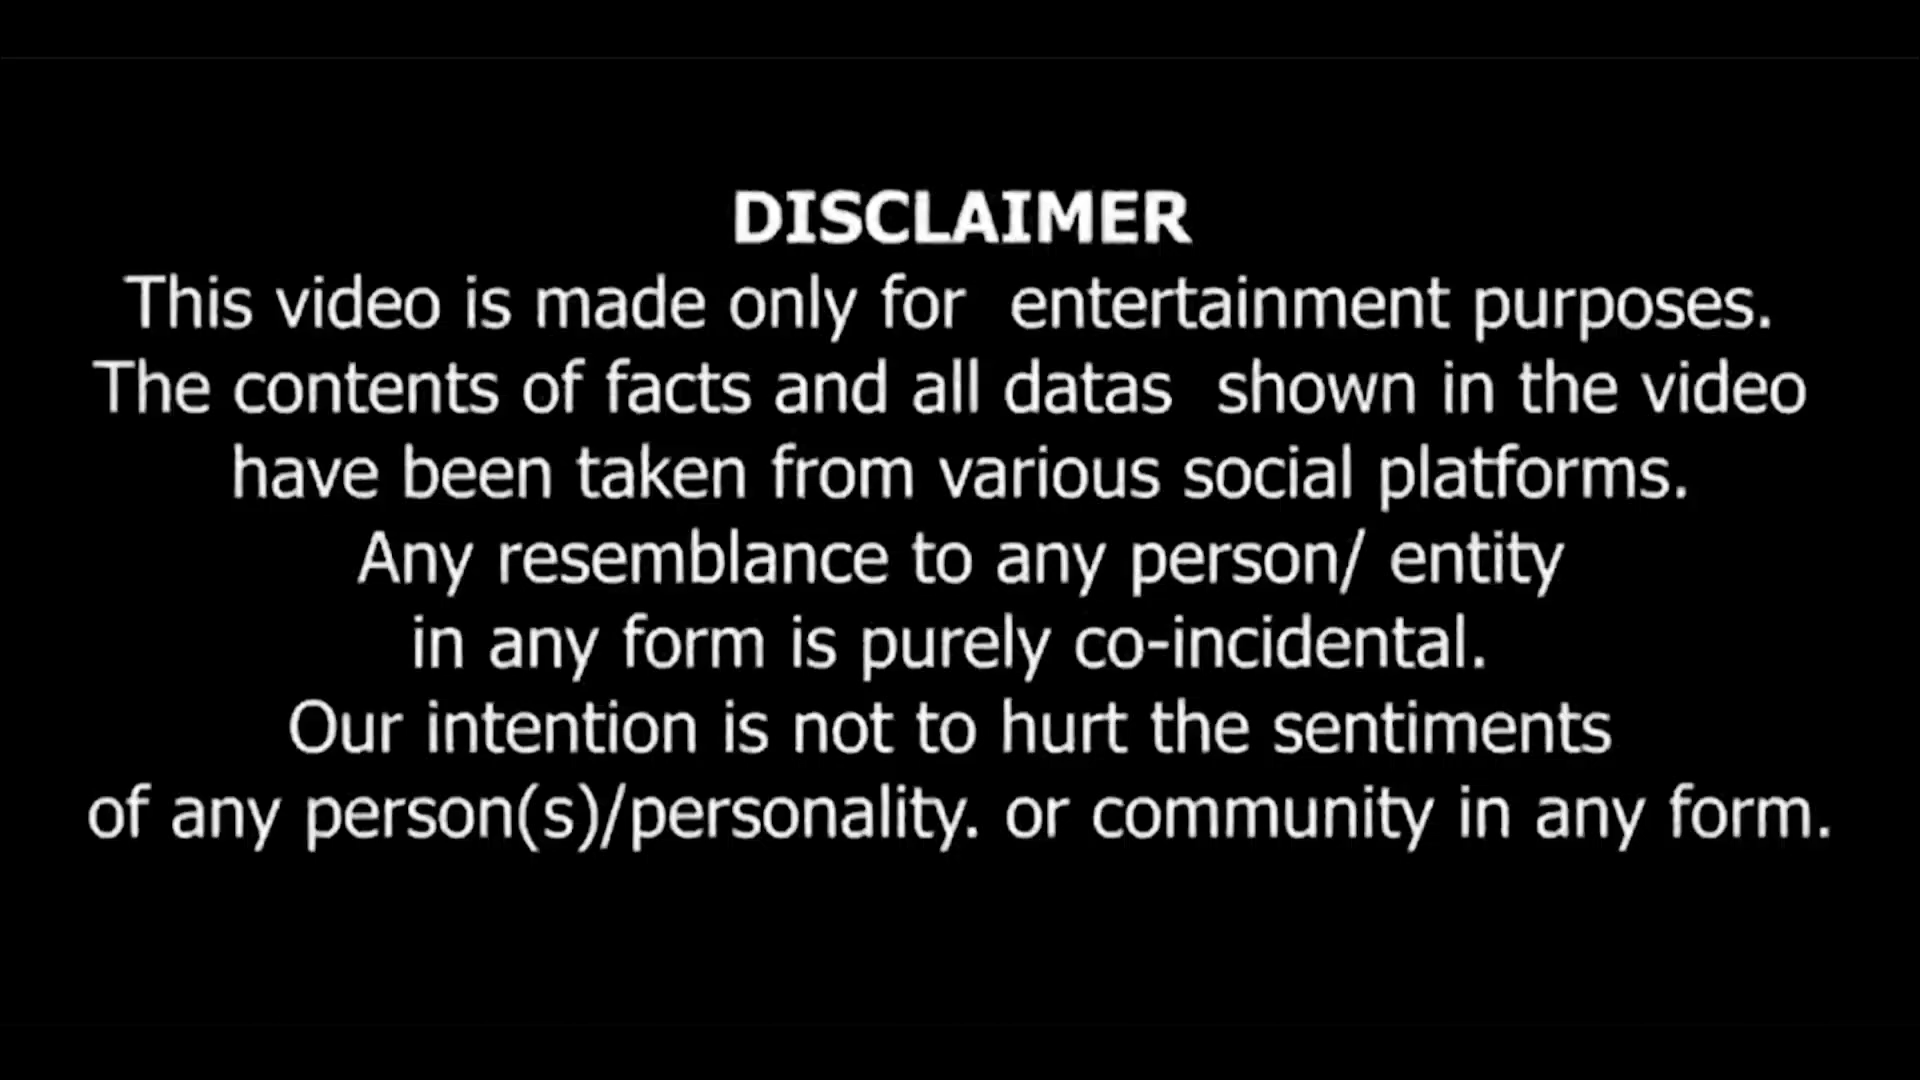 DISCLAIMER
This video is made only for entertainment purposes.
The contents of facts and all datas shown in the video
have been taken from various social platforms.
Any resemblance to any person/ entity
in any form is purely co-incidental.
Our intention is not to hurt the sentiments
of any person(s)/personality. or community in any form.